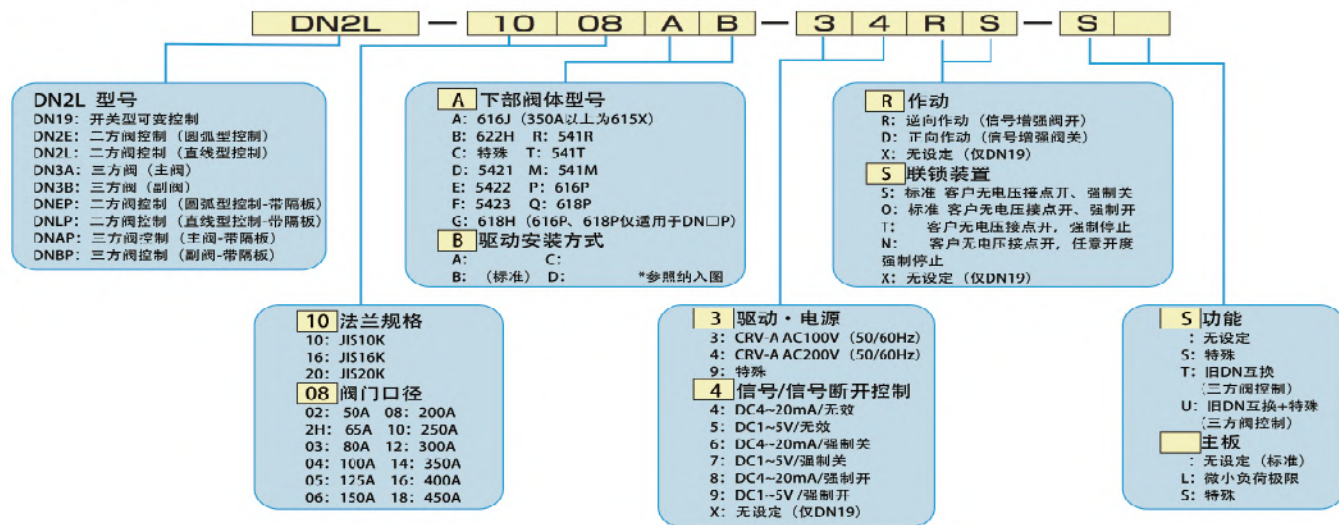 DN2L — 10 08 A B — 3 4 R S — S
DN2L 型号
DN19: 开关型可变控制
DN2E: 二方阀控制 (圆弧型控制)
DN2L: 二方阀控制 (直线型控制)
DN3A: 三方阀 (主阀)
DN3B: 三方阀 (副阀)
DNEP: 二方阀控制 (圆弧型控制-带隔板)
DNLP: 二方阀控制 (直线型控制-带隔板)
DNAP: 三方阀控制 (主阀-带隔板)
DNBP: 三方阀控制 (副阀-带隔板)
10 法兰规格
10: JIS10K
16: JIS16K
20: JIS20K
08 阀门口径
02: 50A 08: 200A
2H: 65A 10: 250A
03: 80A 12: 300A
04: 100A 14: 350A
05: 125A 16: 400A
06: 150A 18: 450A
A 下部阀体型号
A: 616J (350A以上为615X)
B: 622H R: 541R
C: 特殊 T: 541T
D: 5421 M: 541M
E: 5422 P: 616P
F: 5423 Q: 618P
G: 618H (616P、618P仅适用于DN□P)
B 驱动安装方式
A: C:
B: (标准) D: *参照纳入图
3 驱动·电源
3: CRV-A AC100V (50/60Hz)
4: CRV-A AC200V (50/60Hz)
9: 特殊
4 信号/信号断开控制
4: DC4~20mA/无效
5: DC1~5V/无效
6: DC4~20mA/强制关
7: DC1~5V/强制关
8: DC4~20mA/强制开
9: DC1~5V/强制开
X: 无设定 (仅DN19)
R 作动
R: 逆向作动 (信号增强阀开)
D: 正向作动 (信号增强阀关)
X: 无设定 (仅DN19)
S 联锁装置
S: 标准 客户无电压接点开、强制关
O: 标准 客户无电压接点开、强制开
T: 客户无电压接点开, 强制停止
N: 客户无电压接点开, 任意开度
强制停止
X: 无设定 (仅DN19)
S 功能
: 无设定
S: 特殊
T: 旧DN互换
(三方阀控制)
U: 旧DN互换+特殊
(三方阀控制)
主板
: 无设定 (标准)
L: 微小负荷极限
S: 特殊